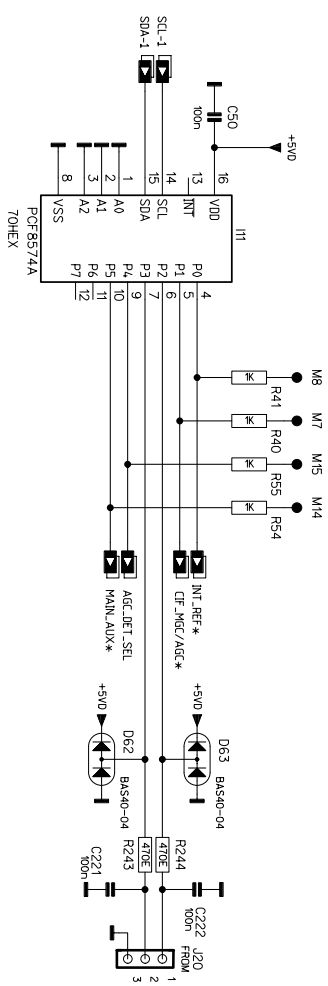 SDA-1
SCL-1
C50
100n
+5VD
8
3
2
1
15
14
13
16
VSS
A2
A1
A0
SDA
SCL
INT
VDD
PCF8574A
70HEX
I11
P7
P6
P5
P4
P3
P2
P1
P0
12
11
10
9
7
6
5
4
1K
R41
M8
1K
R40
M7
1K
R55
M15
1K
R54
M14
MAIN_AUX*
AGC_DET_SEL
CIF_MGC/AGC*
INT_REF*
+5VD
D62
BAS40-04
+5VD
D63
BAS40-04
470E
R243
470E
R244
C221
100n
C222
100n
J20
FROM
3
2
1